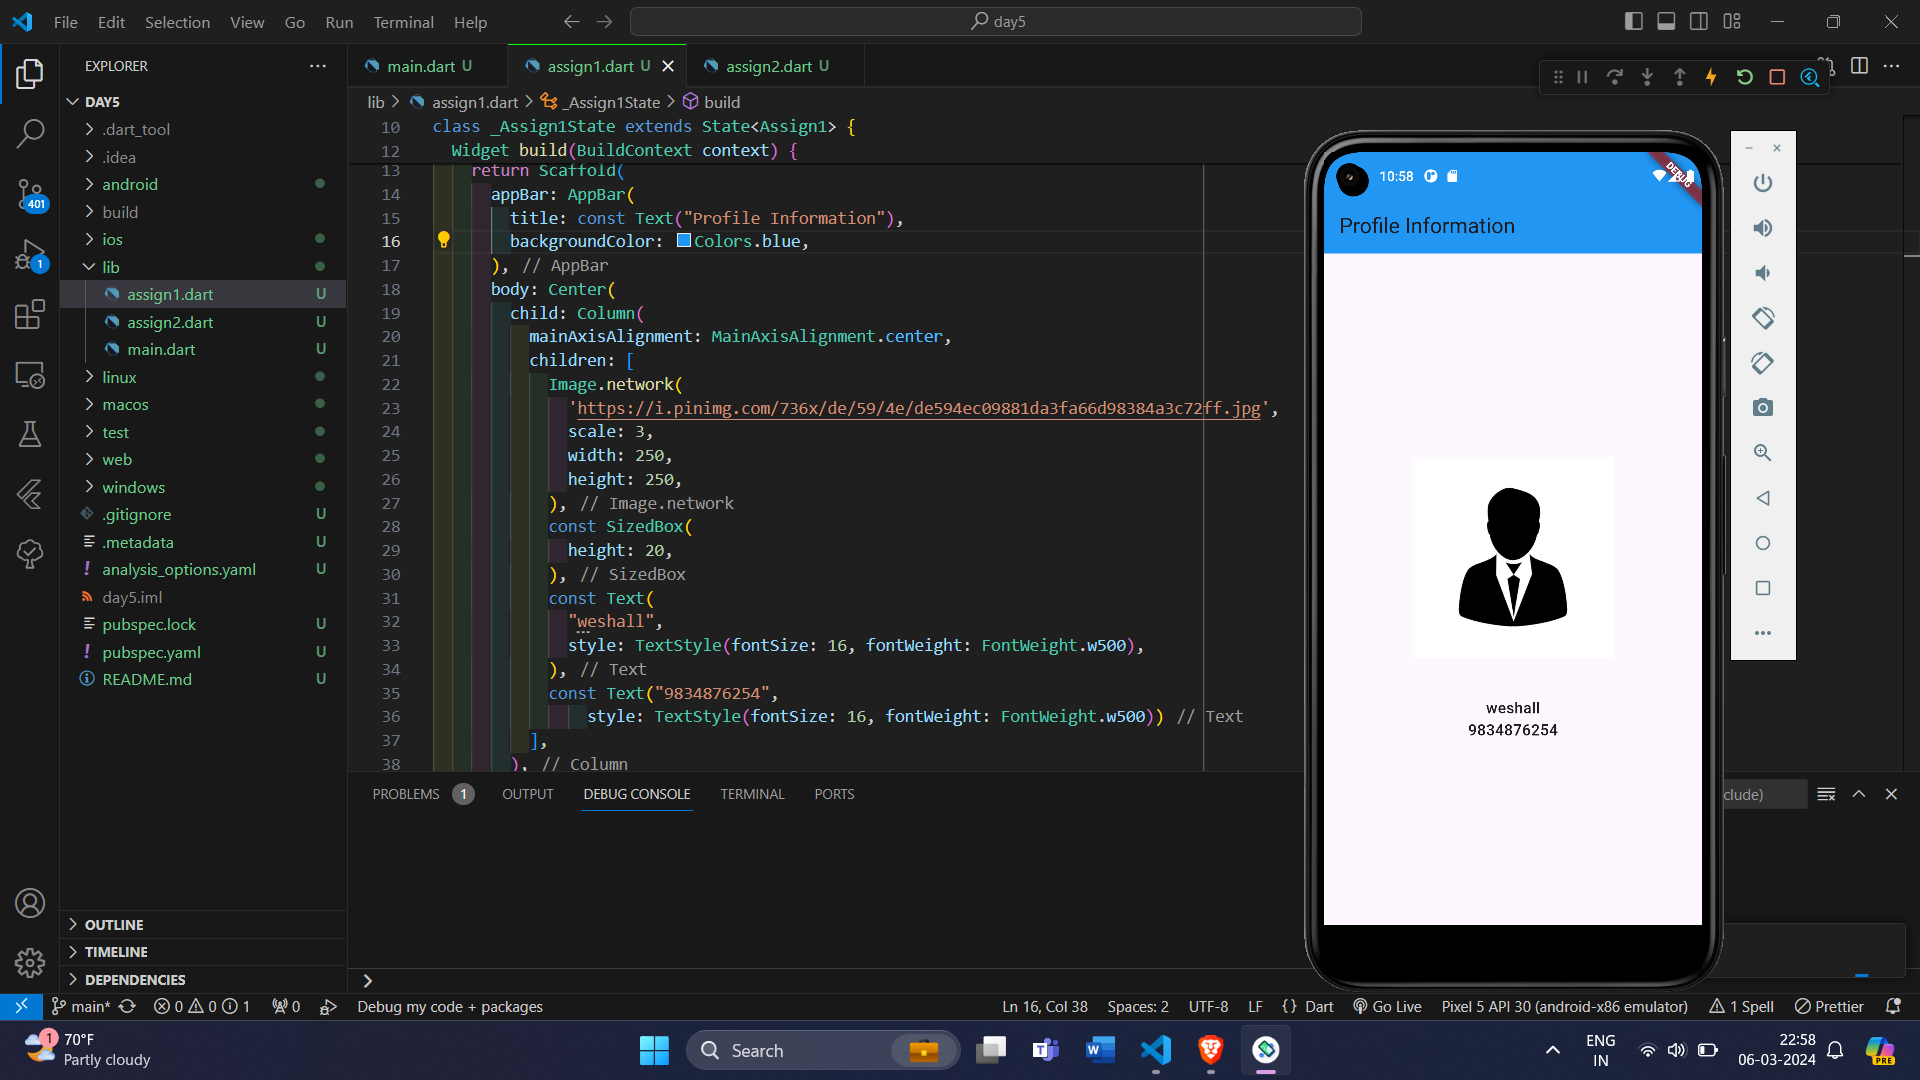 File Edit Selection View Go Run Terminal Help
day5
EXPLORER
DAY5
.dart_tool
.idea
android
build
ios
lib
assign1.dart U
assign2.dart U
main.dart U
linux
macos
test
web
windows
.gitignore U
.metadata U
analysis_options.yaml U
day5.iml
pubspec.lock U
pubspec.yaml U
README.md U
OUTLINE
TIMELINE
DEPENDENCIES
401
1
main.dart U assign1.dart U assign2.dart U
lib > assign1.dart > _Assign1State > build
10 class _Assign1State extends State<Assign1> {
12 Widget build(BuildContext context) {
13 return Scaffold(
14 appBar: AppBar(
15 title: const Text("Profile Information"),
16 backgroundColor: Colors.blue,
17 ), // AppBar
18 body: Center(
19 child: Column(
20 mainAxisAlignment: MainAxisAlignment.center,
21 children: [
22 Image.network(
23 'https://i.pinimg.com/736x/de/59/4e/de594ec09881da3fa66d98384a3c72ff.jpg',
24 scale: 3,
25 width: 250,
26 height: 250,
27 ), // Image.network
28 const SizedBox(
29 height: 20,
30 ), // SizedBox
31 const Text(
32 "weshall",
33 style: TextStyle(fontSize: 16, fontWeight: FontWeight.w500),
34 ), // Text
35 const Text("9834876254",
36 style: TextStyle(fontSize: 16, fontWeight: FontWeight.w500)) // Text
37 ],
38 ), // Column
PROBLEMS 1 OUTPUT DEBUG CONSOLE TERMINAL PORTS
clude)
10:58
DEBUG
Profile Information
weshall
9834876254
main* 0 0 1 0 Debug my code + packages
Ln 16, Col 38 Spaces: 2 UTF-8 LF {} Dart Go Live Pixel 5 API 30 (android-x86 emulator) 1 Spell Prettier
1
70°F
Partly cloudy
Search
ENG
IN
22:58
06-03-2024
PRE